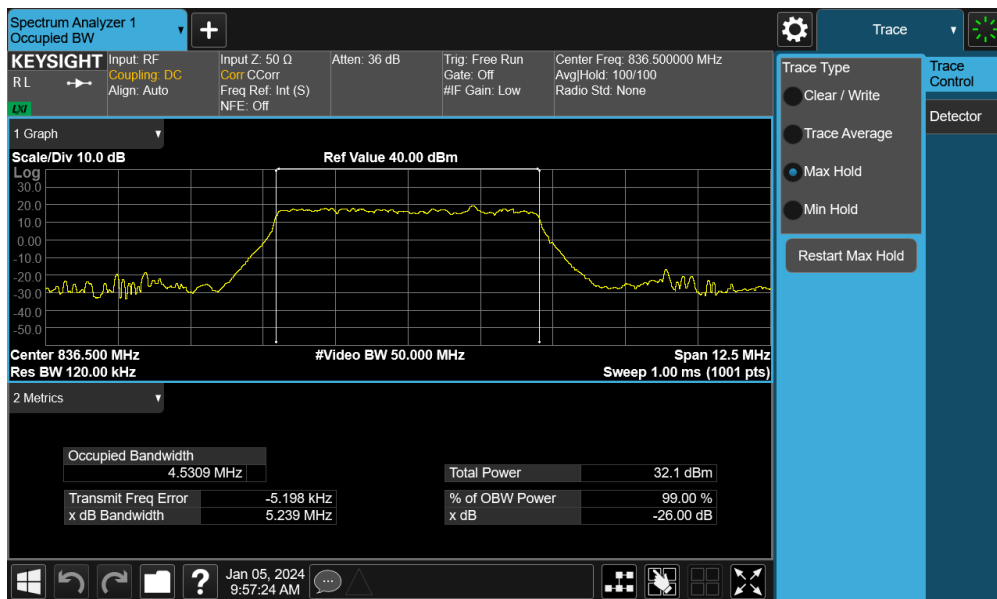 Spectrum Analyzer 1
Occupied BW
▼
+
Trace
▼
KEYSIGHT
R L
LXI
Input: RF
Coupling: DC
Align: Auto
Input Z: 50 Ω
Corr CCorr
Freq Ref: Int (S)
NFE: Off
Atten: 36 dB
Trig: Free Run
Gate: Off
#IF Gain: Low
Center Freq: 836.500000 MHz
Avg|Hold: 100/100
Radio Std: None
Trace Type
Clear / Write
Trace Average
Max Hold
Min Hold
Restart Max Hold
Trace
Control
Detector
1 Graph ▼
Scale/Div 10.0 dB
Ref Value 40.00 dBm
Log
30.0
20.0
10.0
0.00
-10.0
-20.0
-30.0
-40.0
-50.0
Center 836.500 MHz
#Video BW 50.000 MHz
Span 12.5 MHz
Res BW 120.00 kHz
Sweep 1.00 ms (1001 pts)
2 Metrics ▼
Occupied Bandwidth
4.5309 MHz
Total Power 32.1 dBm
Transmit Freq Error -5.198 kHz
% of OBW Power 99.00 %
x dB Bandwidth 5.239 MHz
x dB -26.00 dB
?
Jan 05, 2024
9:57:24 AM